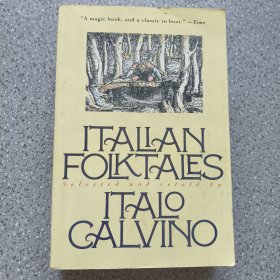 "A magic book, and a classic to boot." —Time
ITALIAN
FOLKTALES
Selected and retold by
ITALO
CALVINO